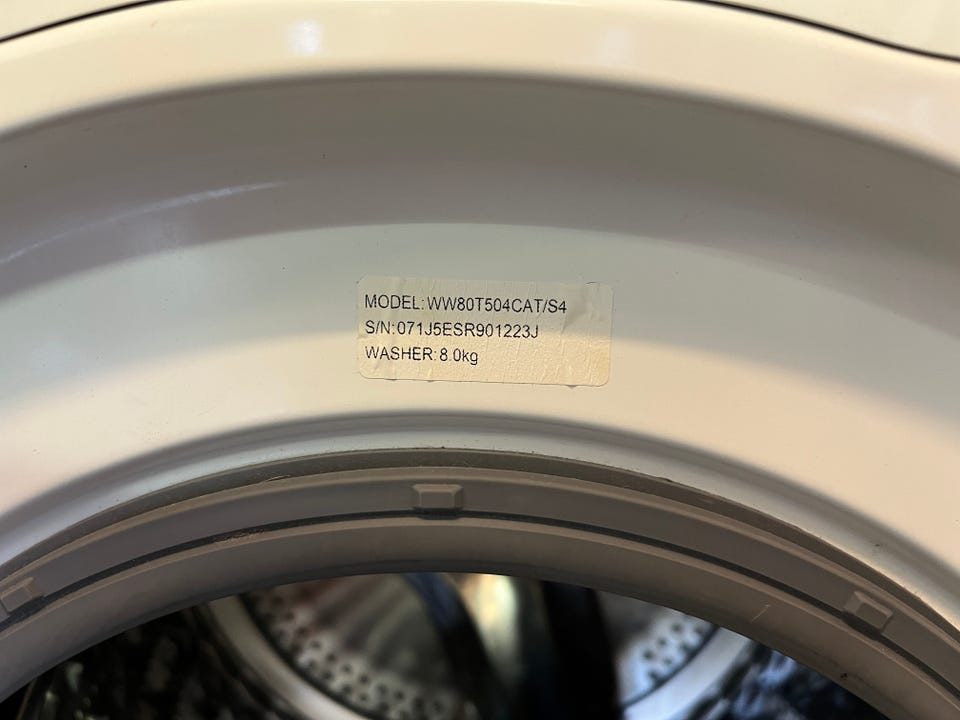 MODEL:WW80T504CAT/S4
S/N:071J5ESR901223J
WASHER:8.0kg